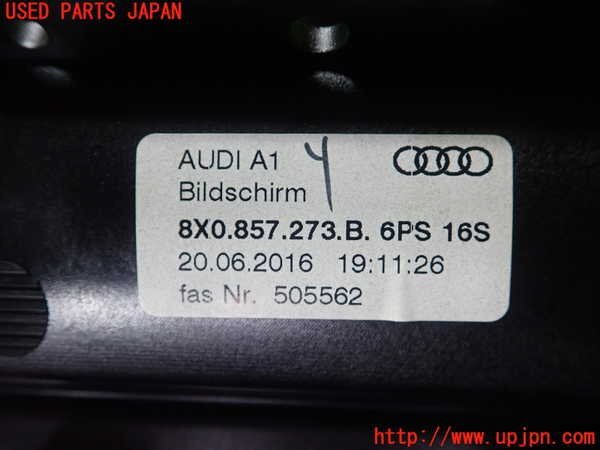 USED PARTS JAPAN
AUDI A1 Y
Bildschirm
8X0.857.273.B. 6PS 16S
20.06.2016 19:11:26
fas Nr. 505562
http://www.upjpn.com/